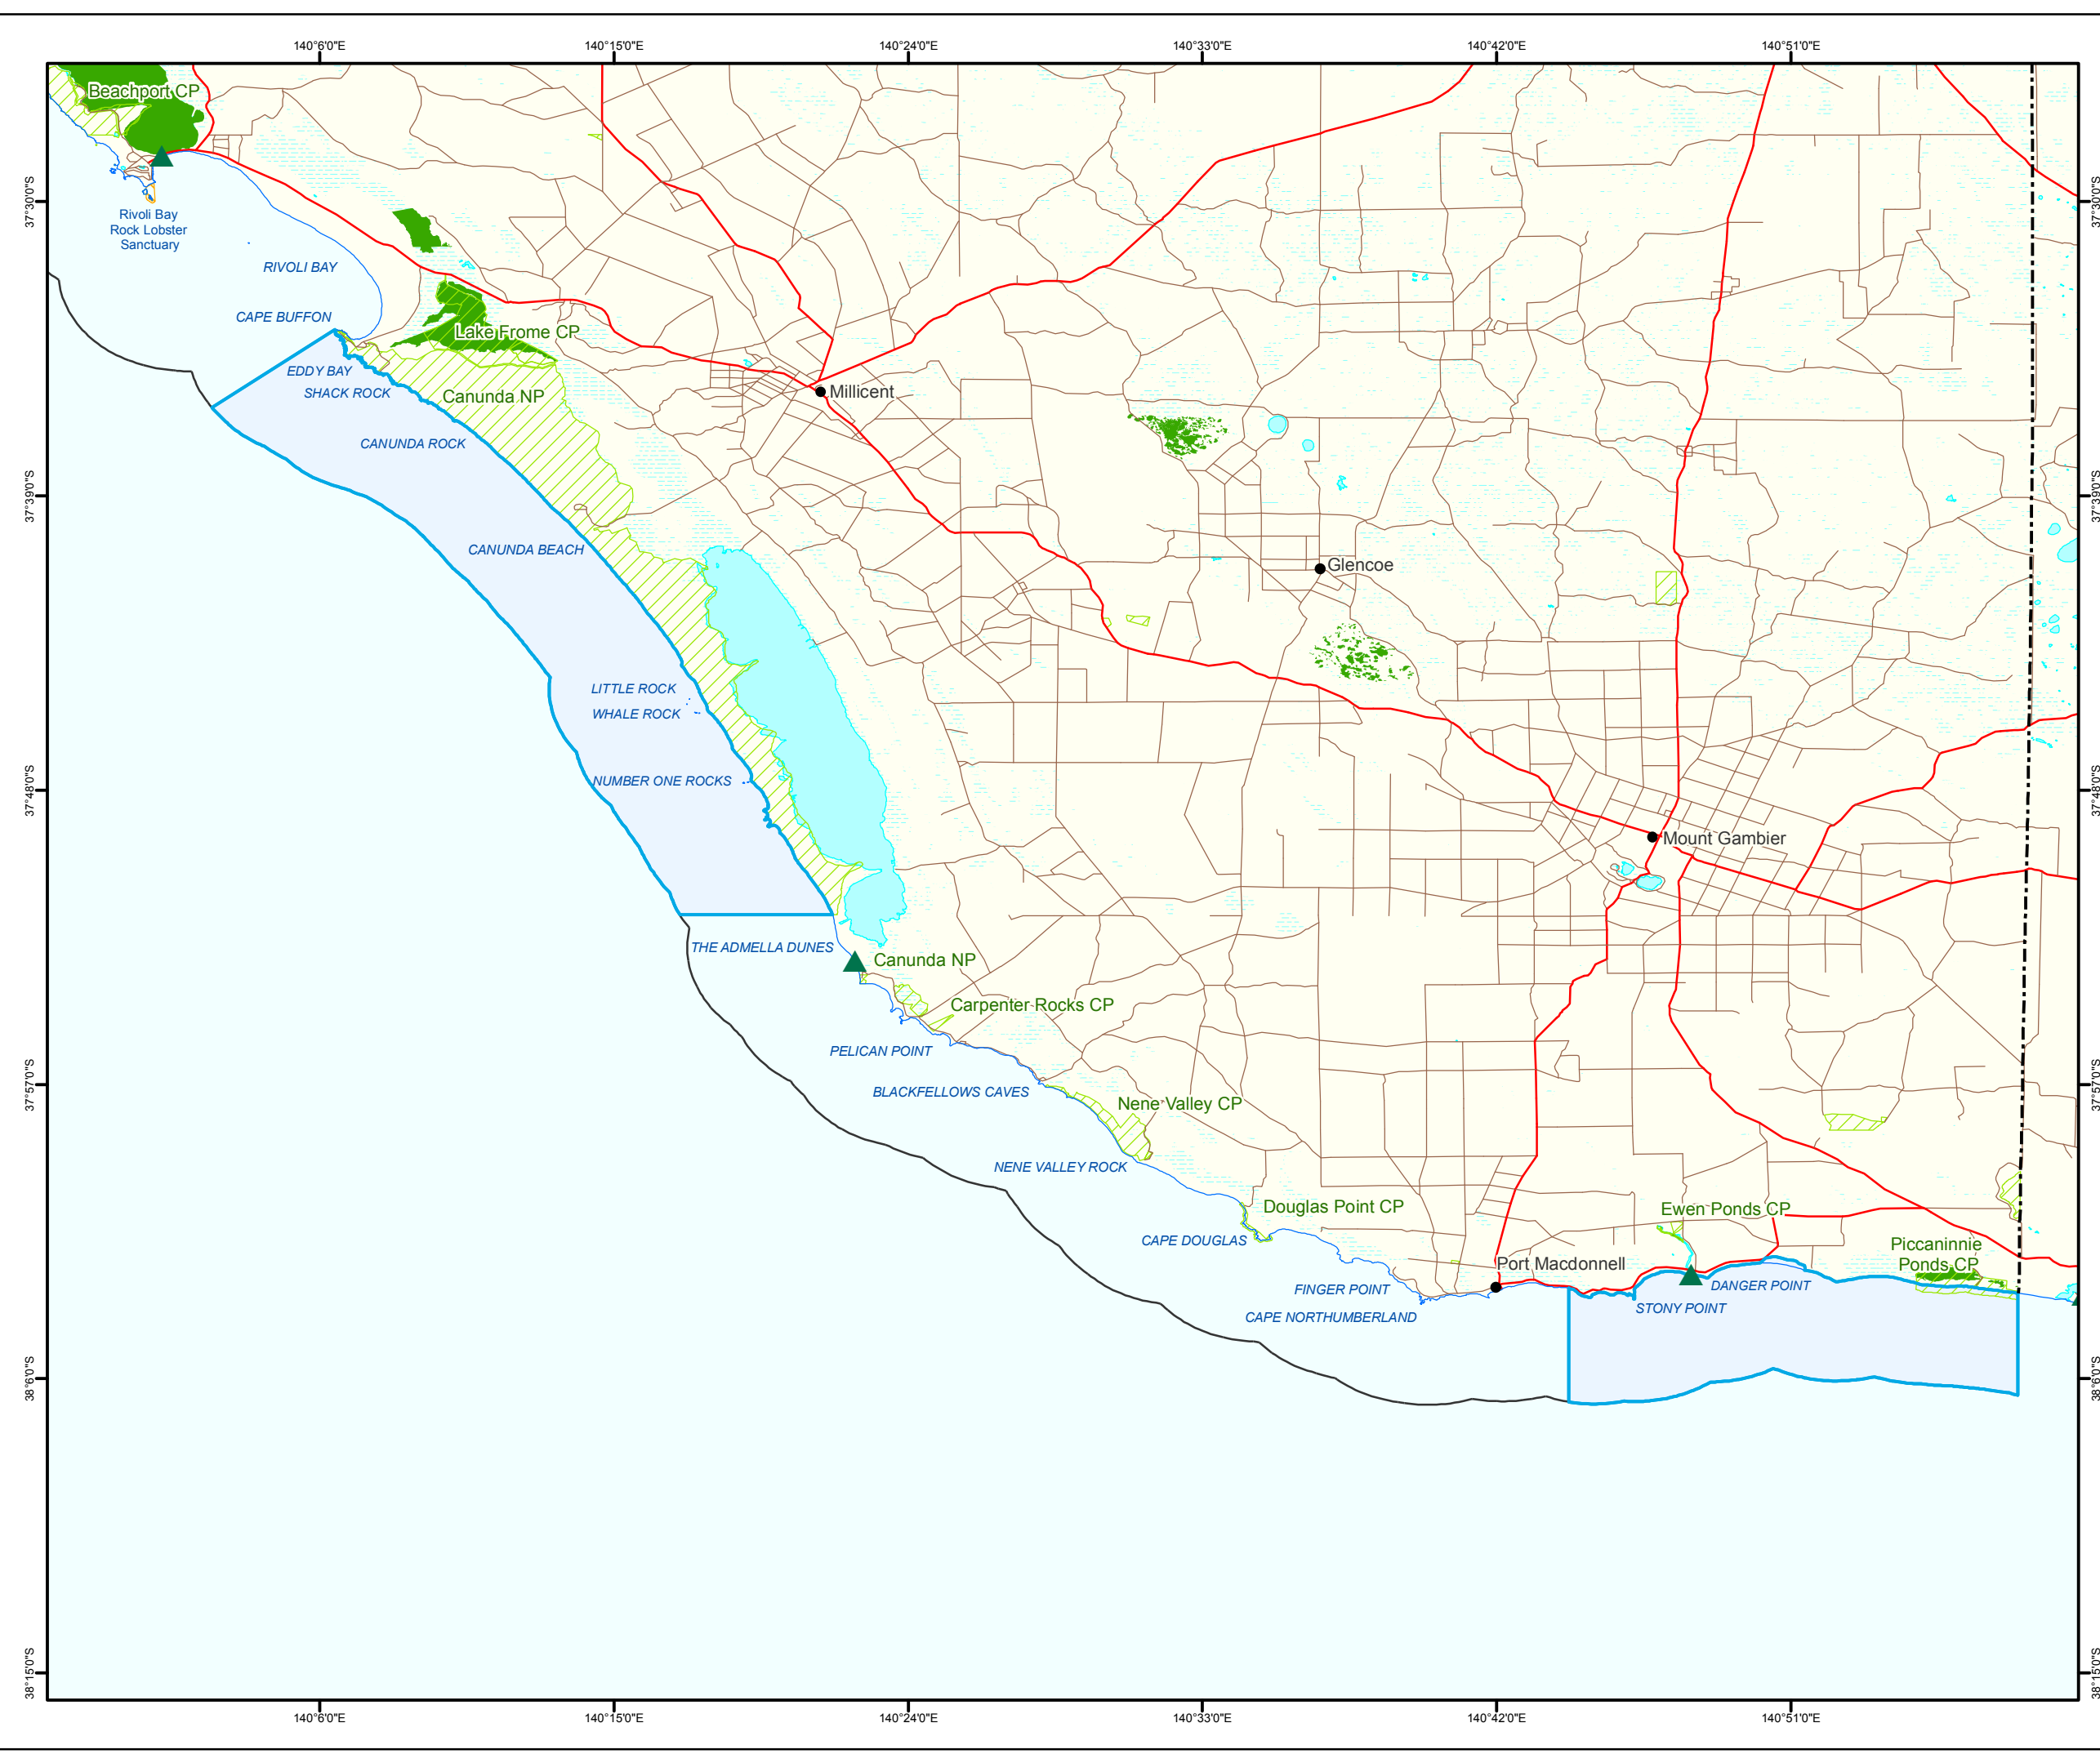 140°6'0"E
140°15'0"E
140°24'0"E
140°33'0"E
140°42'0"E
140°51'0"E
Beachport CP
37°30'0"S
37°30'0"S
Rivoli Bay
Rock Lobster
Sanctuary
RIVOLI BAY
CAPE BUFFON
Lake Frome CP
EDDY BAY
SHACK ROCK
Canunda NP
Millicent
CANUNDA ROCK
37°39'0"S
37°39'0"S
CANUNDA BEACH
Glencoe
LITTLE ROCK
WHALE ROCK
NUMBER ONE ROCKS
37°48'0"S
37°48'0"S
Mount Gambier
THE ADMELLA DUNES
Canunda NP
Carpenter Rocks CP
PELICAN POINT
37°57'0"S
37°57'0"S
BLACKFELLOWS CAVES
Nene Valley CP
NENE VALLEY ROCK
Douglas Point CP
Ewen Ponds CP
CAPE DOUGLAS
Piccaninnie
Ponds CP
Port Macdonnell
FINGER POINT
DANGER POINT
STONY POINT
CAPE NORTHUMBERLAND
38°6'0"S
38°6'0"S
38°15'0"S
38°15'0"S
140°6'0"E
140°15'0"E
140°24'0"E
140°33'0"E
140°42'0"E
140°51'0"E